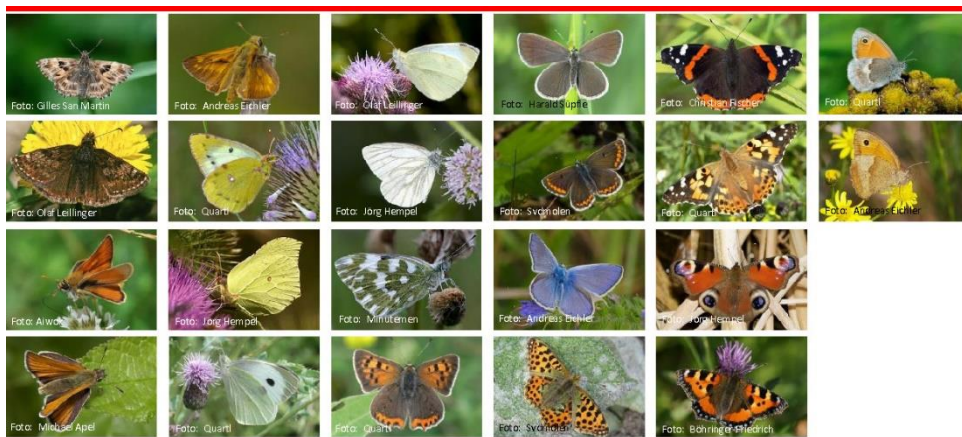 Foto: Gilles San Martin
Foto: Andreas Eichler
Foto: Olaf Leillinger
Foto: Harald Süpfle
Foto: Christian Fischer
Foto: Quartl
Foto: Olaf Leillinger
Foto: Quartl
Foto: Jörg Hempel
Foto: Svdmolen
Foto: Quartl
Foto: Andreas Eichler
Foto: Aiwok
Foto: Jörg Hempel
Foto: Minutemen
Foto: Andreas Eichler
Foto: Jörg Hempel
Foto: Michael Apel
Foto: Quartl
Foto: Quartl
Foto: Svdmolen
Foto: Böhringer Friedrich